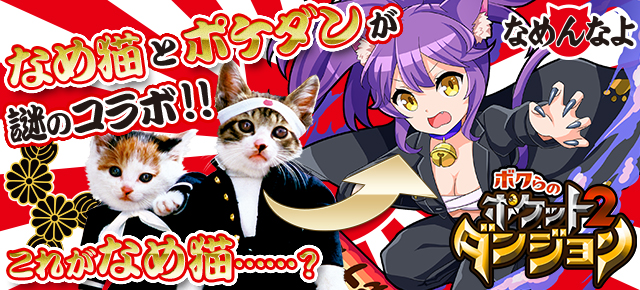 なめ猫とポケダンが
謎のコラボ!!
なめんなよ
ボクらの
ポケットダンジョン2
これがなめ猫……?